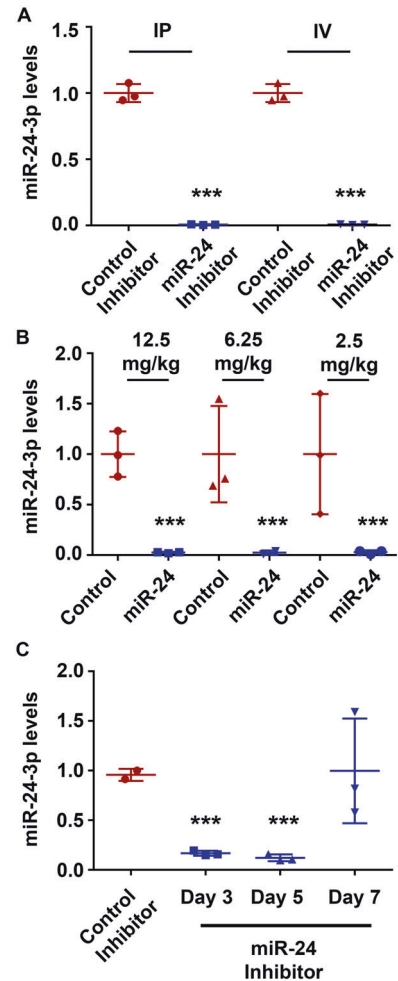 A
miR-24-3p levels
1.5
1.0
0.5
0.0
IP
IV
***
***
Control Inhibitor
miR-24 Inhibitor
Control Inhibitor
miR-24 Inhibitor
B
miR-24-3p levels
2.0
1.5
1.0
0.5
0.0
12.5
mg/kg
6.25
mg/kg
2.5
mg/kg
***
***
***
Control
miR-24
Control
miR-24
Control
miR-24
C
miR-24-3p levels
2.0
1.5
1.0
0.5
0.0
***
***
Control
Inhibitor
Day 3
Day 5
Day 7
miR-24
Inhibitor